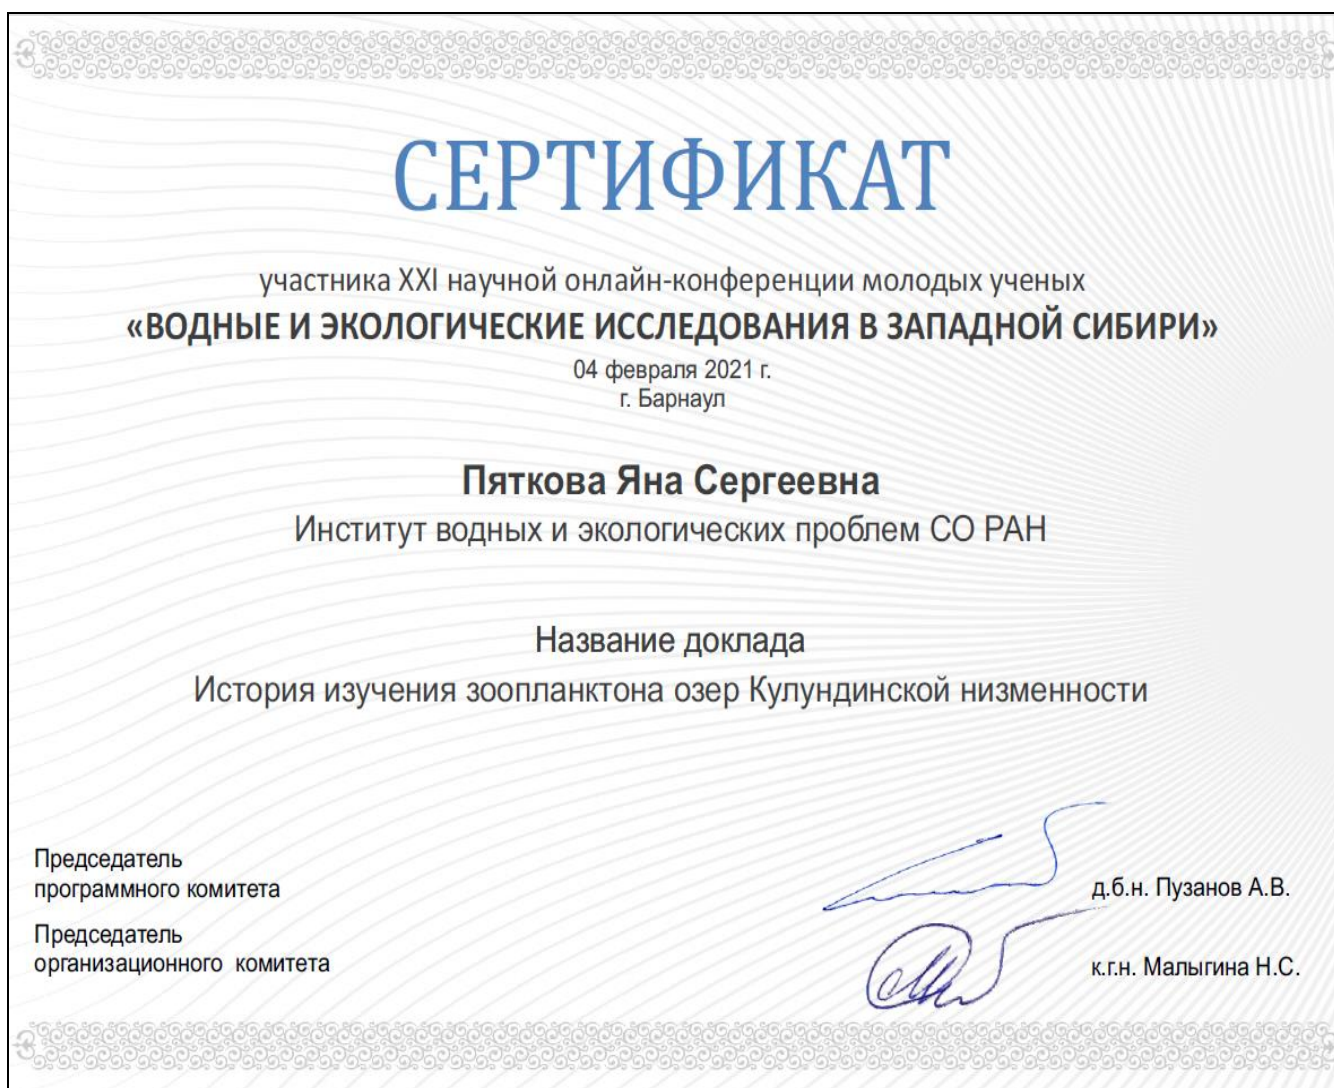 СЕРТИФИКАТ
участника XXI научной онлайн-конференции молодых ученых
«ВОДНЫЕ И ЭКОЛОГИЧЕСКИЕ ИССЛЕДОВАНИЯ В ЗАПАДНОЙ СИБИРИ»
04 февраля 2021 г.
г. Барнаул
Пяткова Яна Сергеевна
Институт водных и экологических проблем СО РАН
Название доклада
История изучения зоопланктона озер Кулундинской низменности
Председатель
программного комитета
д.б.н. Пузанов А.В.
Председатель
организационного комитета
к.г.н. Малыгина Н.С.